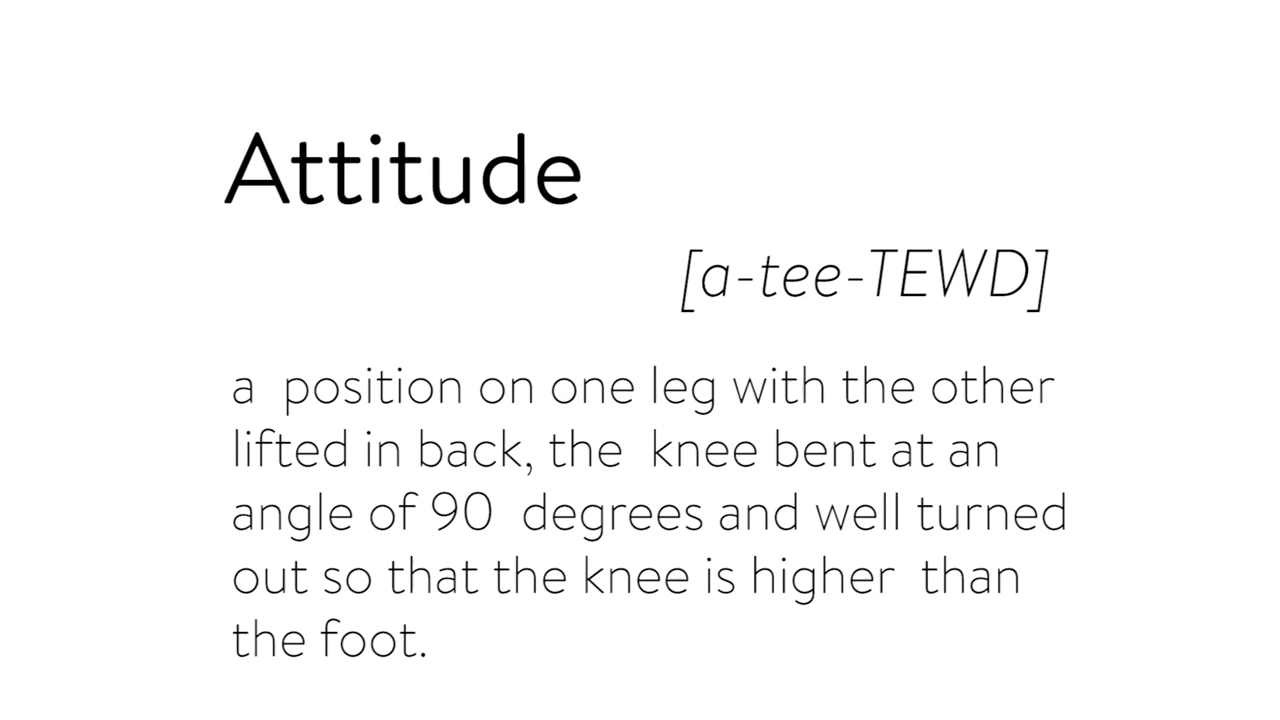 Attitude
[a-tee-TEWD]
a  position on one leg with the other
lifted in back, the  knee bent at an
angle of 90  degrees and well turned
out so that the knee is higher  than
the foot.